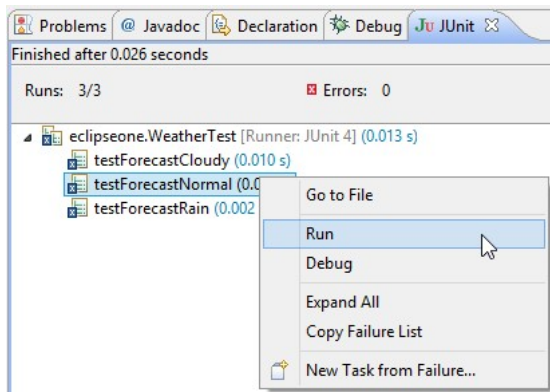 Problems @ Javadoc Declaration Debug JU JUnit
Finished after 0.026 seconds
Runs: 3/3 Errors: 0
eclipseone.WeatherTest [Runner: JUnit 4] (0.013 s)
testForecastCloudy (0.010 s)
testForecastNormal (0.0
testForecastRain (0.002
Go to File
Run
Debug
Expand All
Copy Failure List
New Task from Failure...